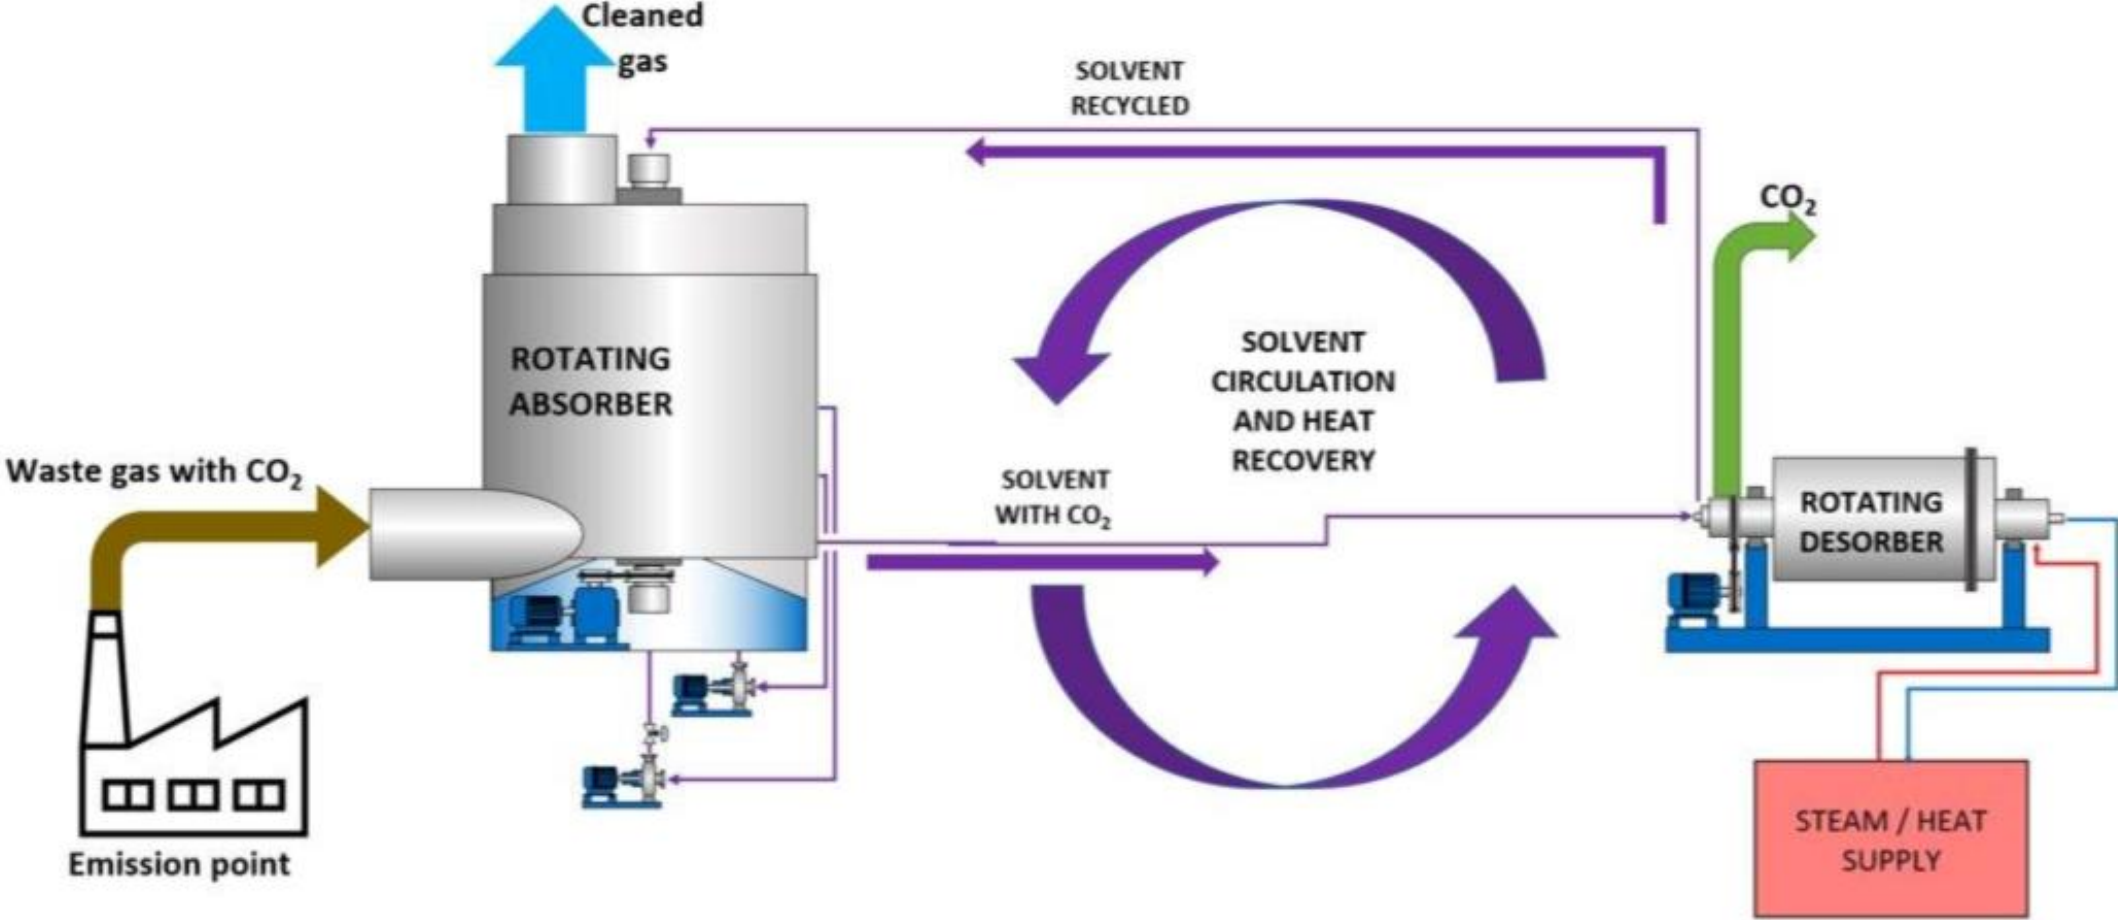 Cleaned
gas
SOLVENT
RECYCLED
CO₂
ROTATING
ABSORBER
SOLVENT
CIRCULATION
AND HEAT
RECOVERY
Waste gas with CO₂
SOLVENT
WITH CO₂
ROTATING
DESORBER
STEAM / HEAT
SUPPLY
Emission point